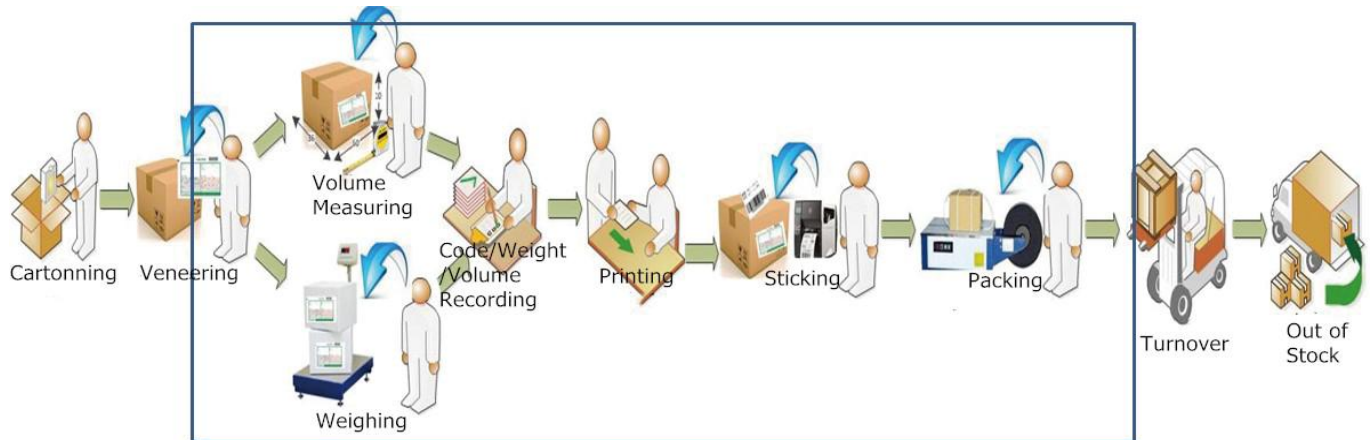 Cartonning
Veneering
Volume
Measuring
Weighing
Code/Weight
/Volume
Recording
Printing
Sticking
Packing
Turnover
Out of
Stock